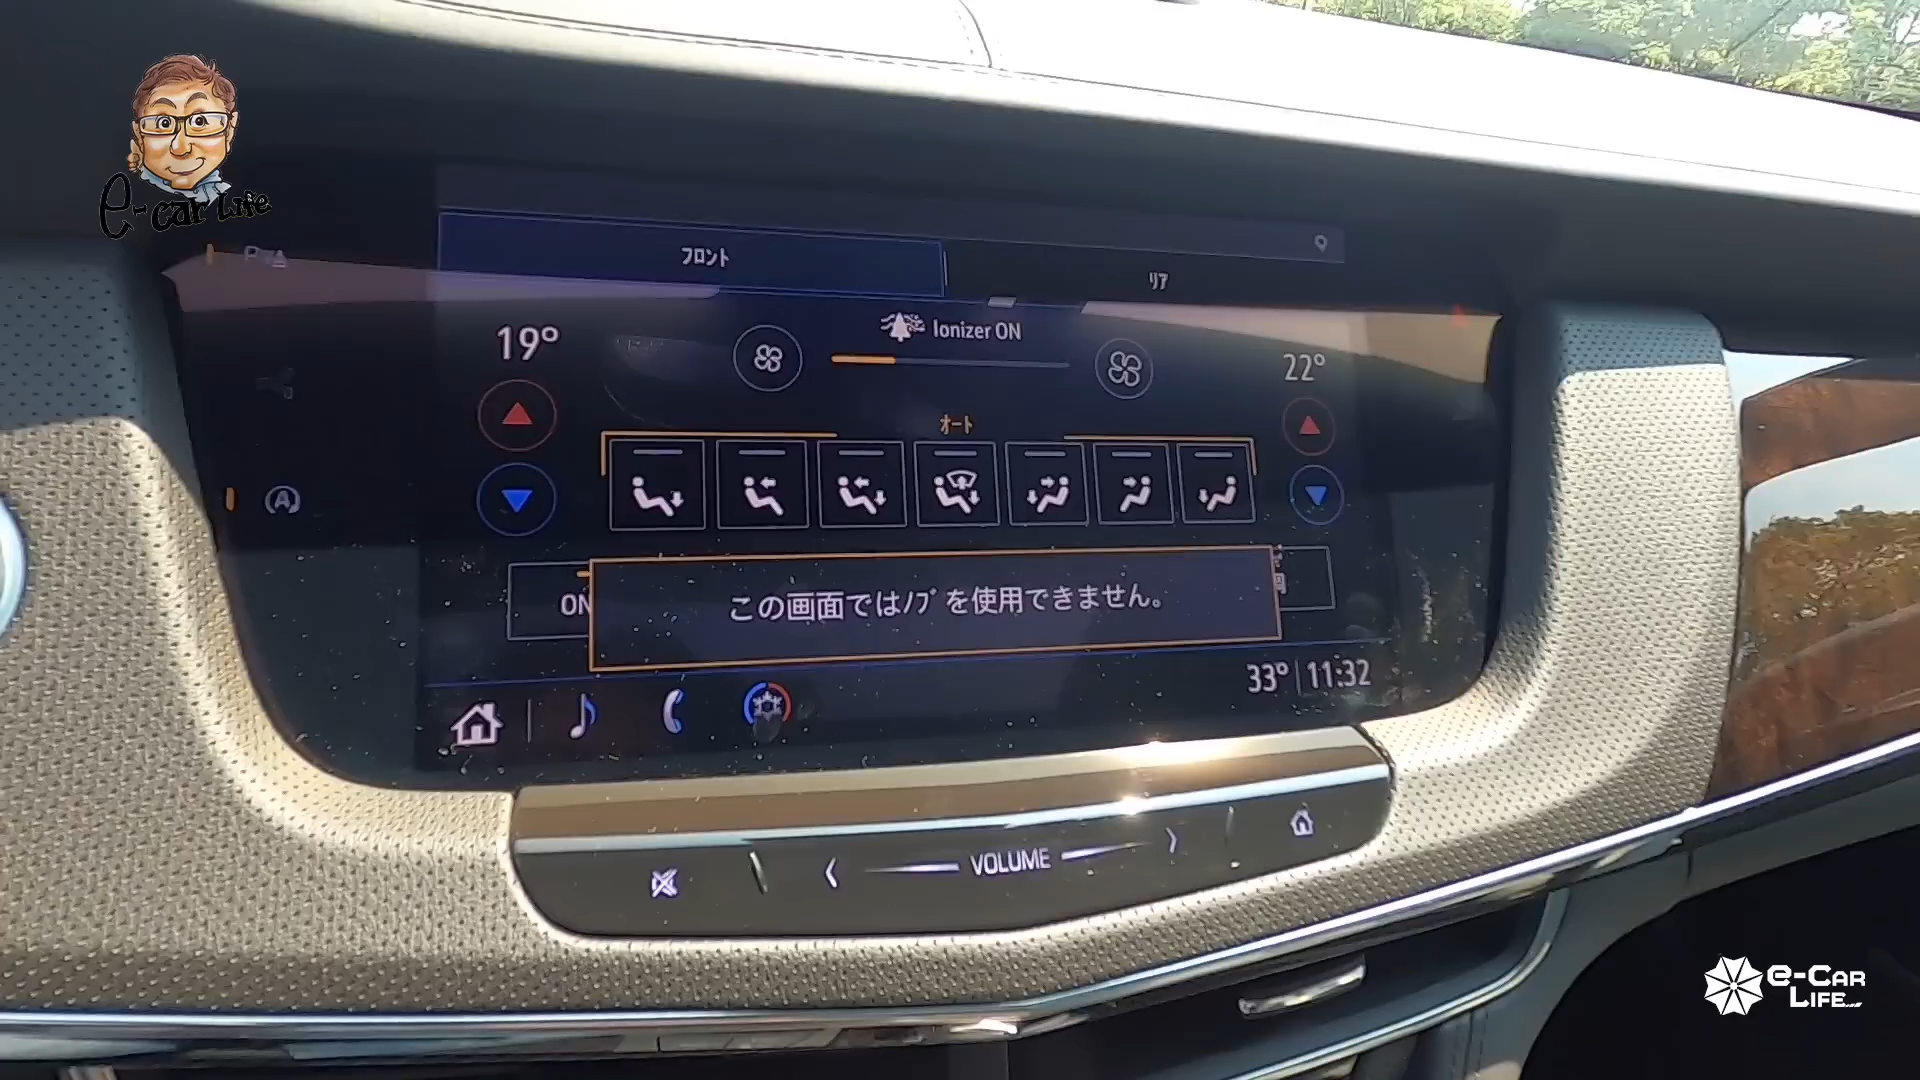 e-car Life
フロント
リア
19°
Ionizer ON
22°
オート
ON
この画面ではノブを使用できません。
33° 11:32
VOLUME
e-Car
Life...